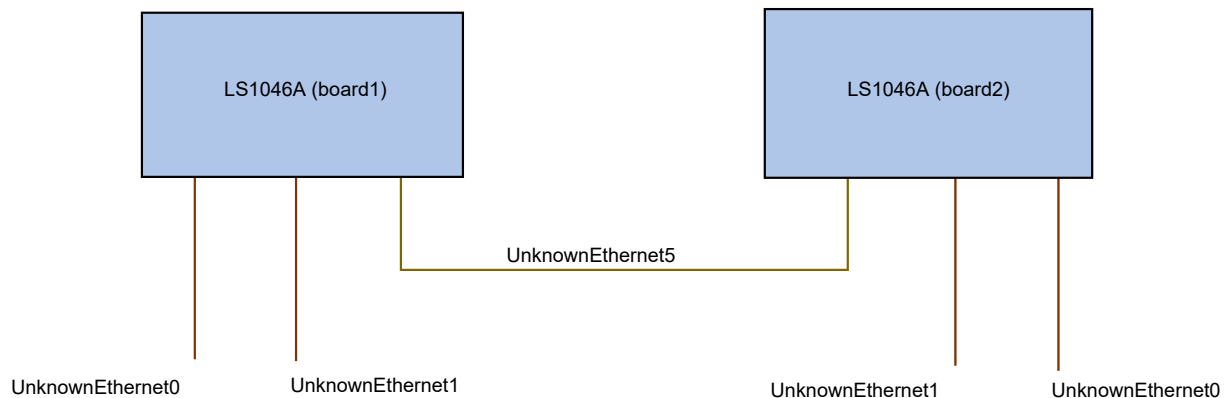 LS1046A (board1)
LS1046A (board2)
UnknownEthernet5
UnknownEthernet0
UnknownEthernet1
UnknownEthernet1
UnknownEthernet0